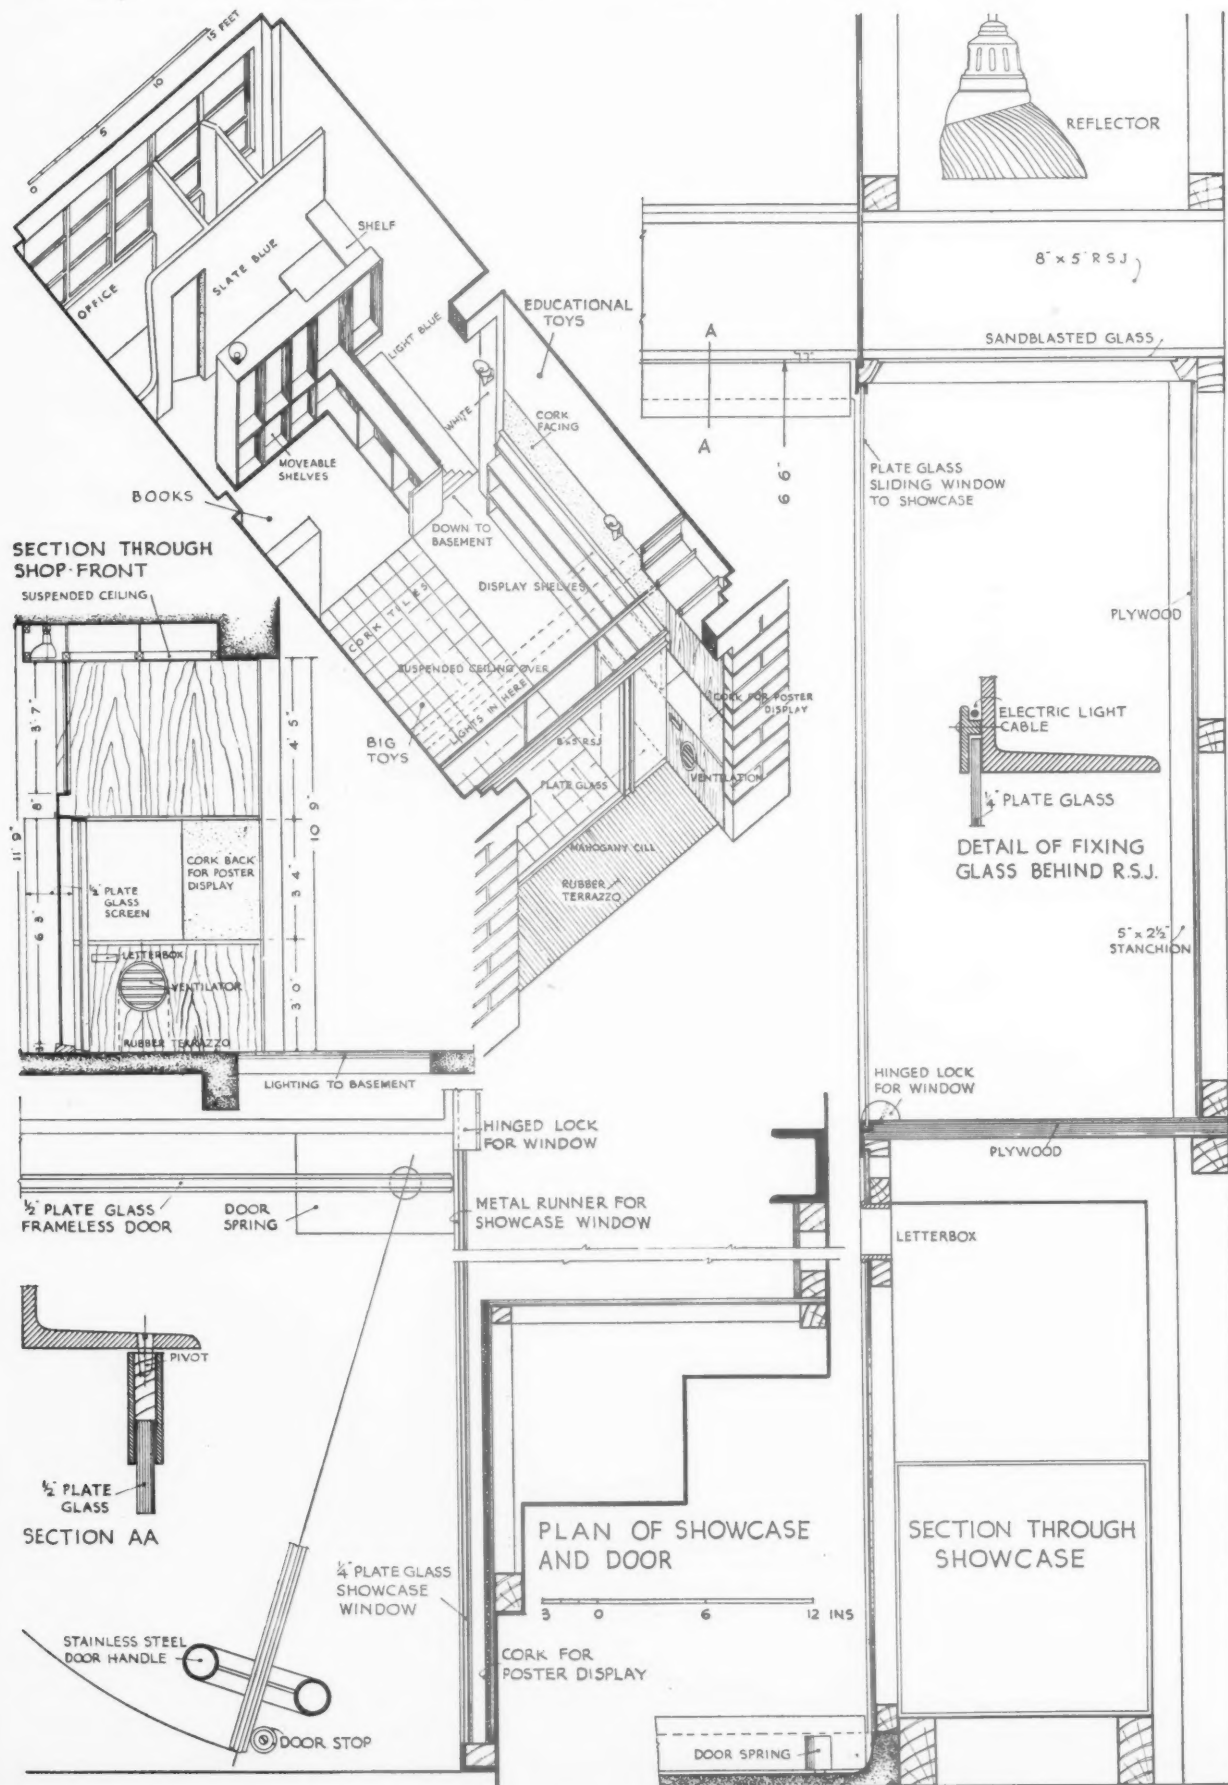 0
5
10
15 FEET
REFLECTOR
OFFICE
SLATE BLUE
SHELF
LIGHT BLUE
WHITE
EDUCATIONAL
TOYS
CORK
FACING
MOVEABLE
SHELVES
BOOKS
DOWN TO
BASEMENT
DISPLAY SHELVES
CORK TILES
SUSPENDED CEILING OVER
LIGHTS IN HERE
BIG
TOYS
8"x5" RSJ
PLATE GLASS
CORK FOR POSTER
DISPLAY
VENTILATION
MAHOGANY CILL
RUBBER
TERRAZZO
8" x 5" R S J
SANDBLASTED GLASS
A
A
6' 6"
PLATE GLASS
SLIDING WINDOW
TO SHOWCASE
PLYWOOD
ELECTRIC LIGHT
CABLE
¼" PLATE GLASS
DETAIL OF FIXING
GLASS BEHIND R.S.J.
5" x 2½"
STANCHION
HINGED LOCK
FOR WINDOW
PLYWOOD
LETTERBOX
SECTION THROUGH
SHOWCASE
SECTION THROUGH
SHOP-FRONT
SUSPENDED CEILING
3' 7"
8"
11' 9"
6' 3"
3"
4' 5"
10' 9"
3' 4"
3' 0"
CORK BACK
FOR POSTER
DISPLAY
½" PLATE
GLASS
SCREEN
LETTERBOX
VENTILATOR
RUBBER TERRAZZO
LIGHTING TO BASEMENT
HINGED LOCK
FOR WINDOW
½" PLATE GLASS
FRAMELESS DOOR
DOOR
SPRING
METAL RUNNER FOR
SHOWCASE WINDOW
PIVOT
½" PLATE
GLASS
SECTION AA
¼" PLATE GLASS
SHOWCASE
WINDOW
PLAN OF SHOWCASE
AND DOOR
3 0 6 12 INS
STAINLESS STEEL
DOOR HANDLE
CORK FOR
POSTER DISPLAY
DOOR STOP
DOOR SPRING